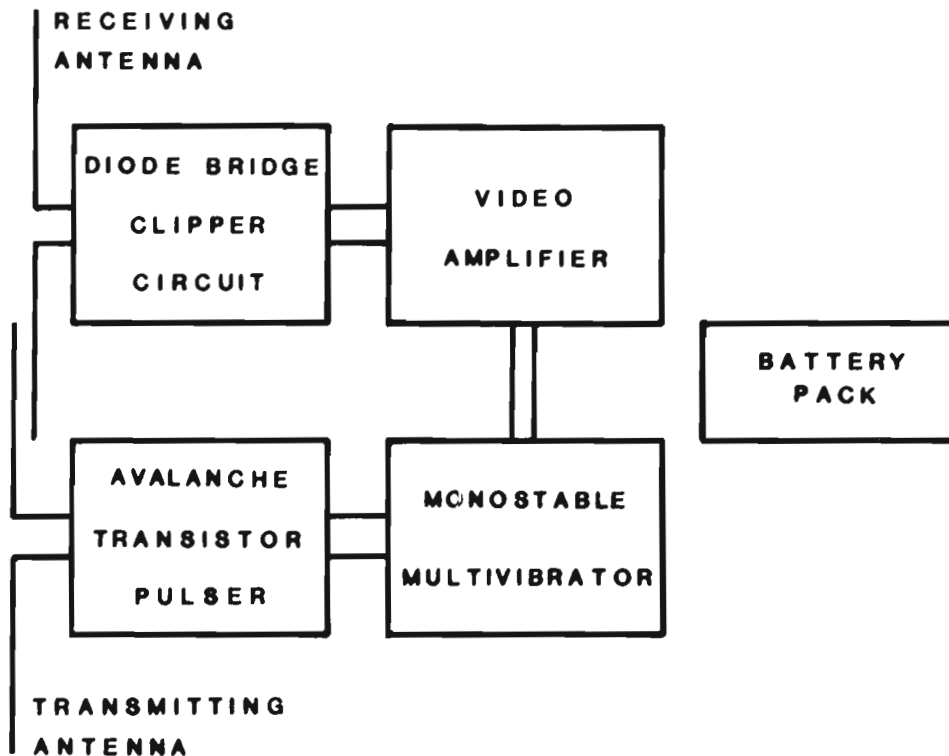 RECEIVING
ANTENNA
DIODE BRIDGE
CLIPPER
CIRCUIT
VIDEO
AMPLIFIER
BATTERY
PACK
AVALANCHE
TRANSISTOR
PULSER
MONOSTABLE
MULTIVIBRATOR
TRANSMITTING
ANTENNA